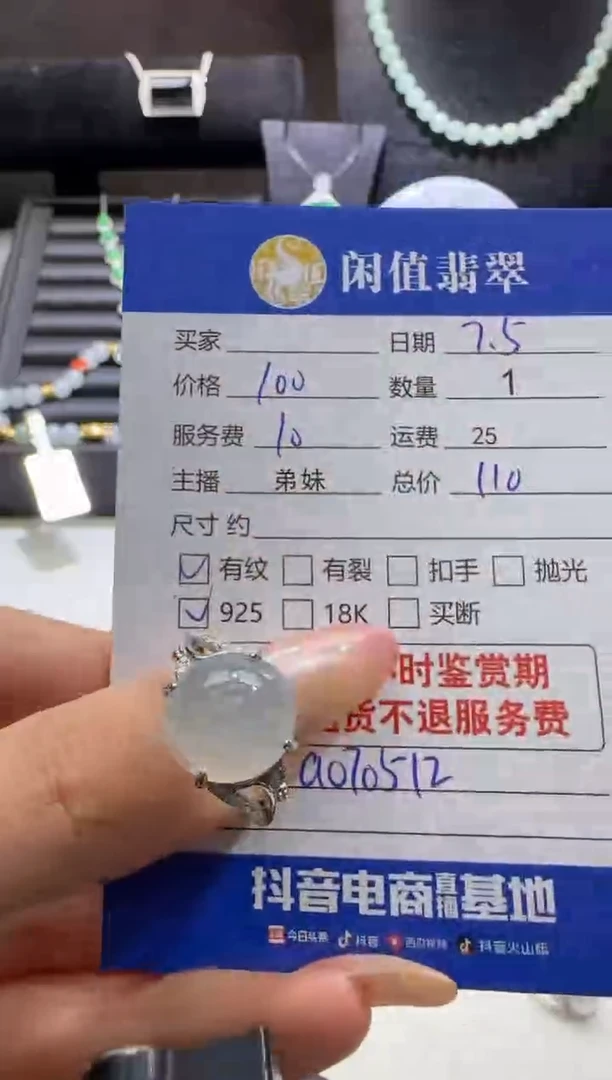 闲值翡翠
买家 日期 7.5
价格 100 数量 1
服务费 10 运费 25
主播 弟妹 总价 110
尺寸 约
有纹 有裂 扣手 抛光
925 18K 买断
时鉴赏期
货不退服务费
a070512
抖音电商直播基地
今日头条 抖音 西瓜视频 抖音火山版